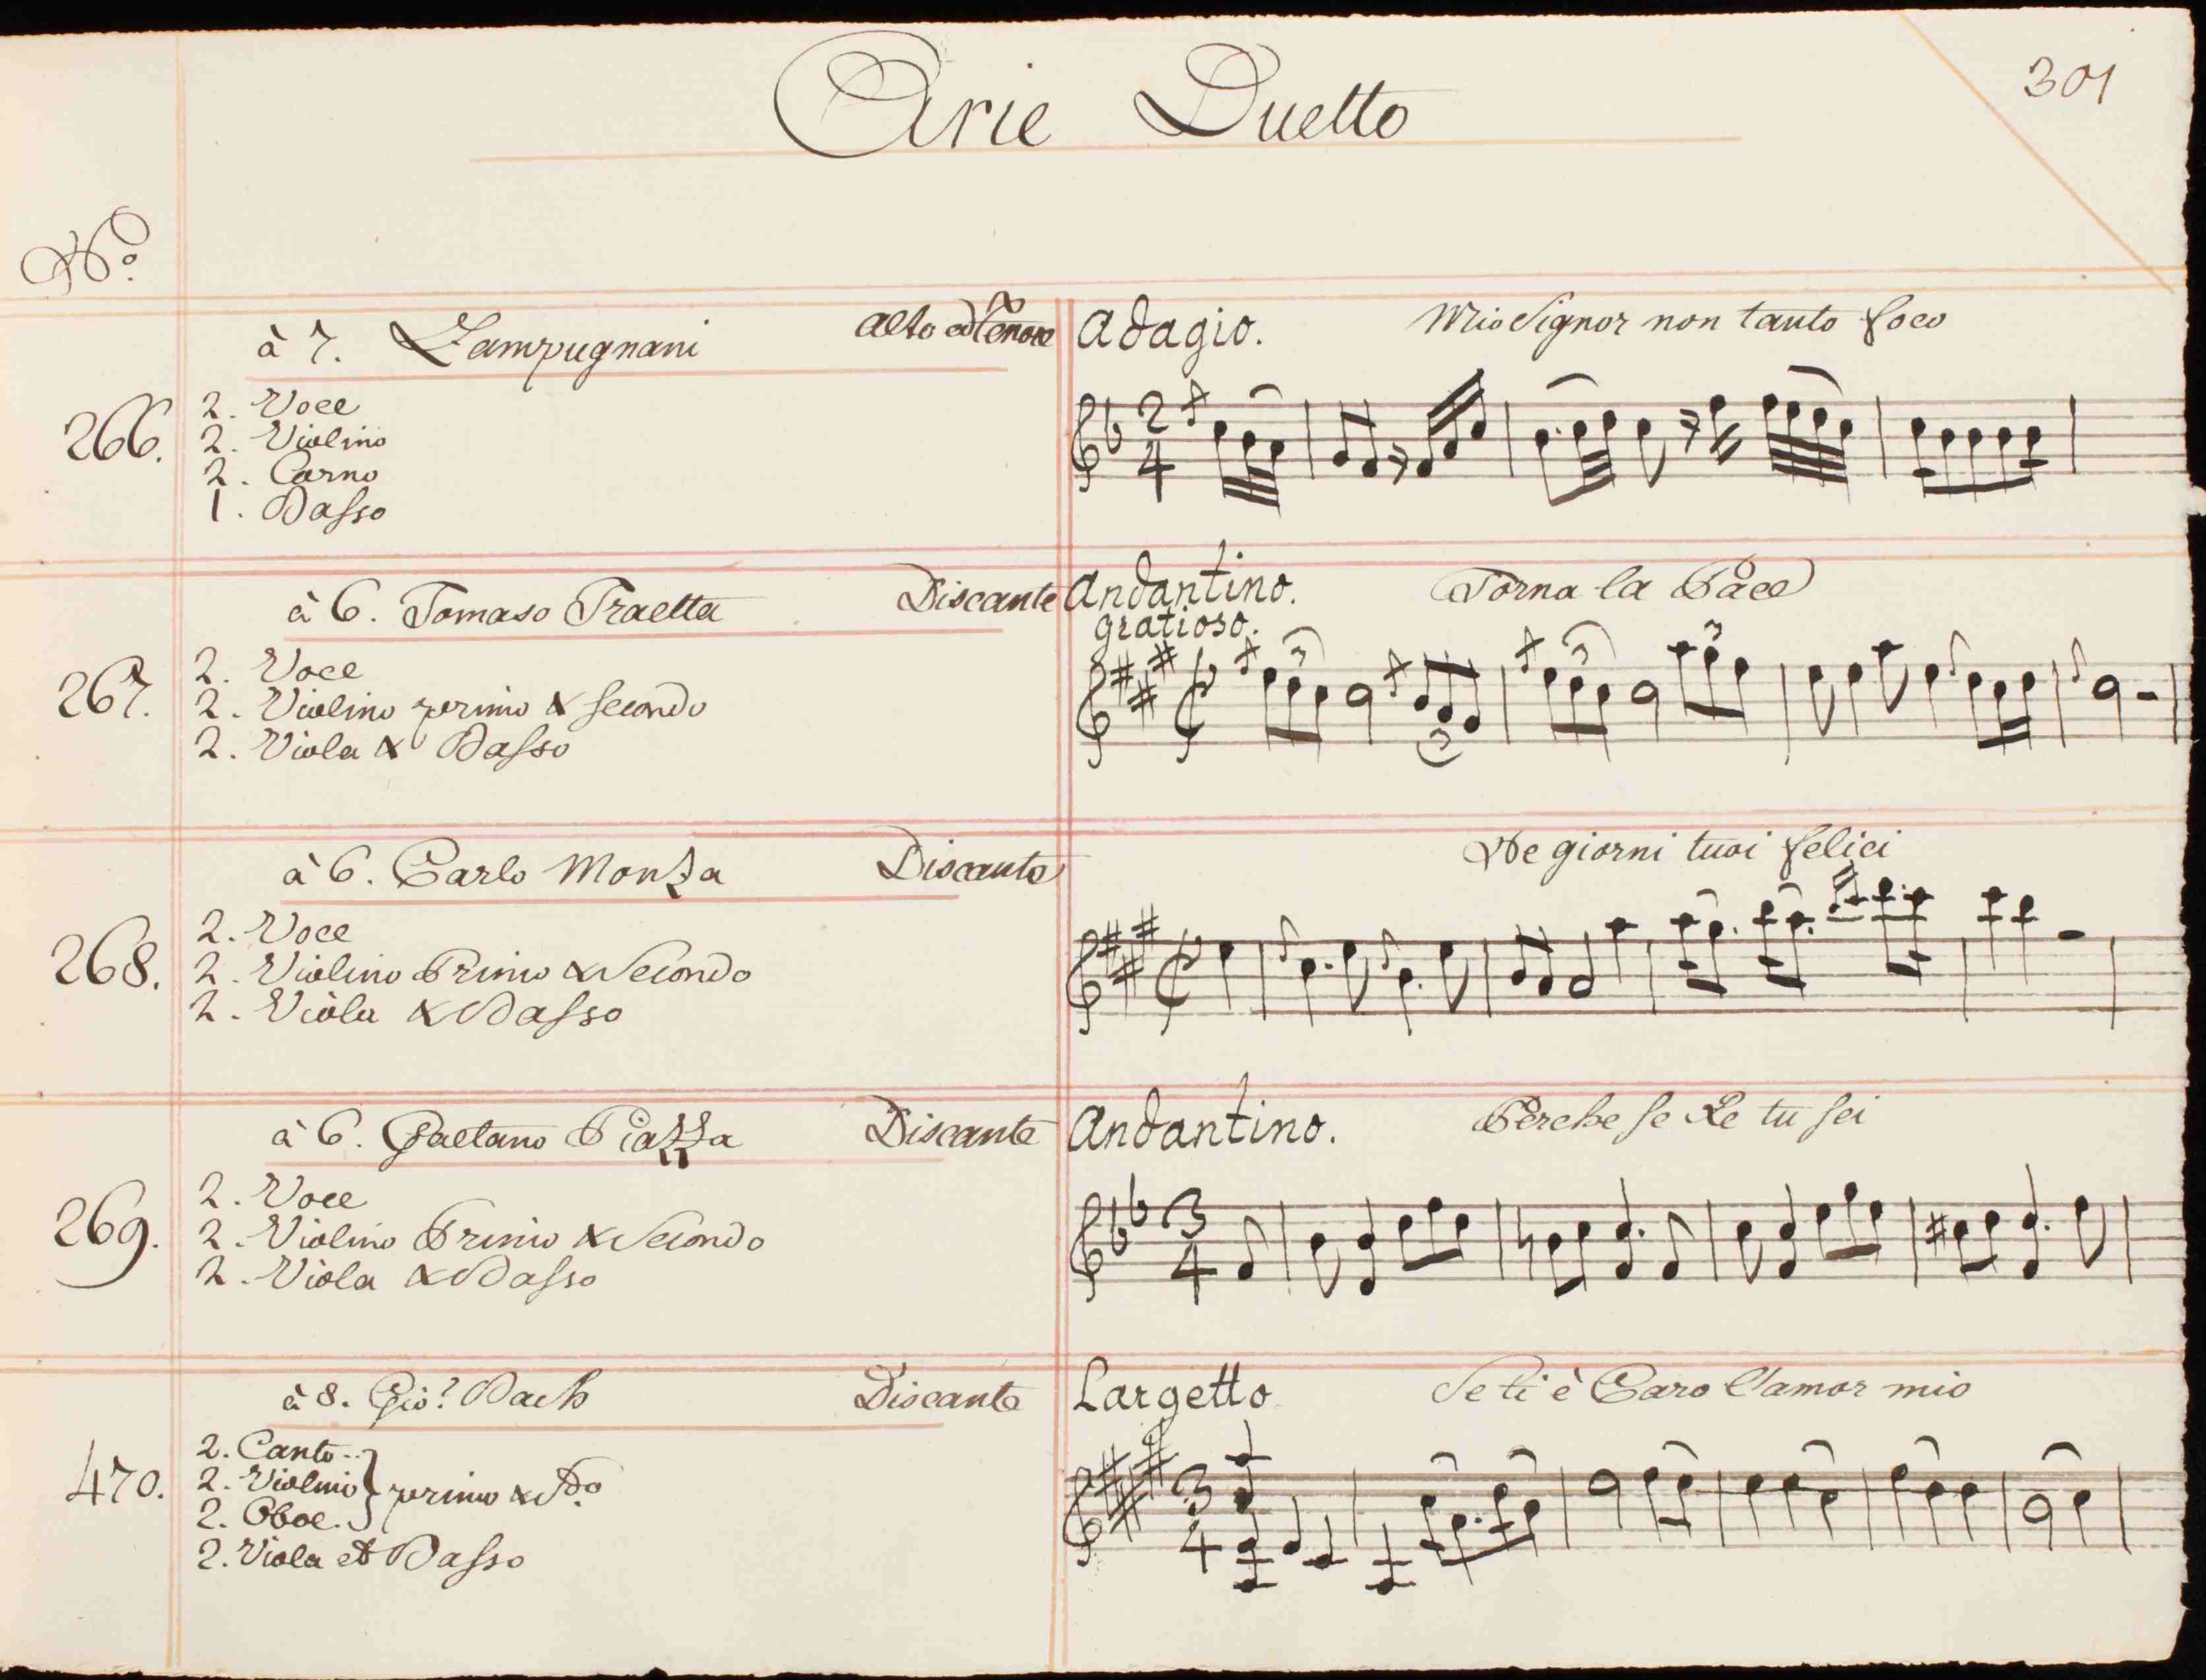 Arie Duetto
301
No.
à 7. Lampugnani Alto ed Tenore Adagio. Mio Signor non tanto foco
266.
2. Voce
2. Violino
2. Corno
1. Basso
à 6. Tomaso Traetta Discante Andantino. Torna la Pace
gratioso.
267.
2. Voce
2. Violino primo & secondo
2. Viola & Basso
à 6. Carlo Monza Discanto Ne giorni tuoi felici
268.
2. Voce
2. Violino Primo & Secondo
2. Viola & Basso
à 6. Gaetano Piazza Discante Andantino. Perche se Re tu sei
269.
2. Voce
2. Violino Primo & Secondo
2. Viola & Basso
à 8. Gio? Bach Discanto Largetto Se ti è Caro l'amor mio
470.
2. Canto
2. Violino primo & Sdo
2. Oboe.
2. Viola et Basso